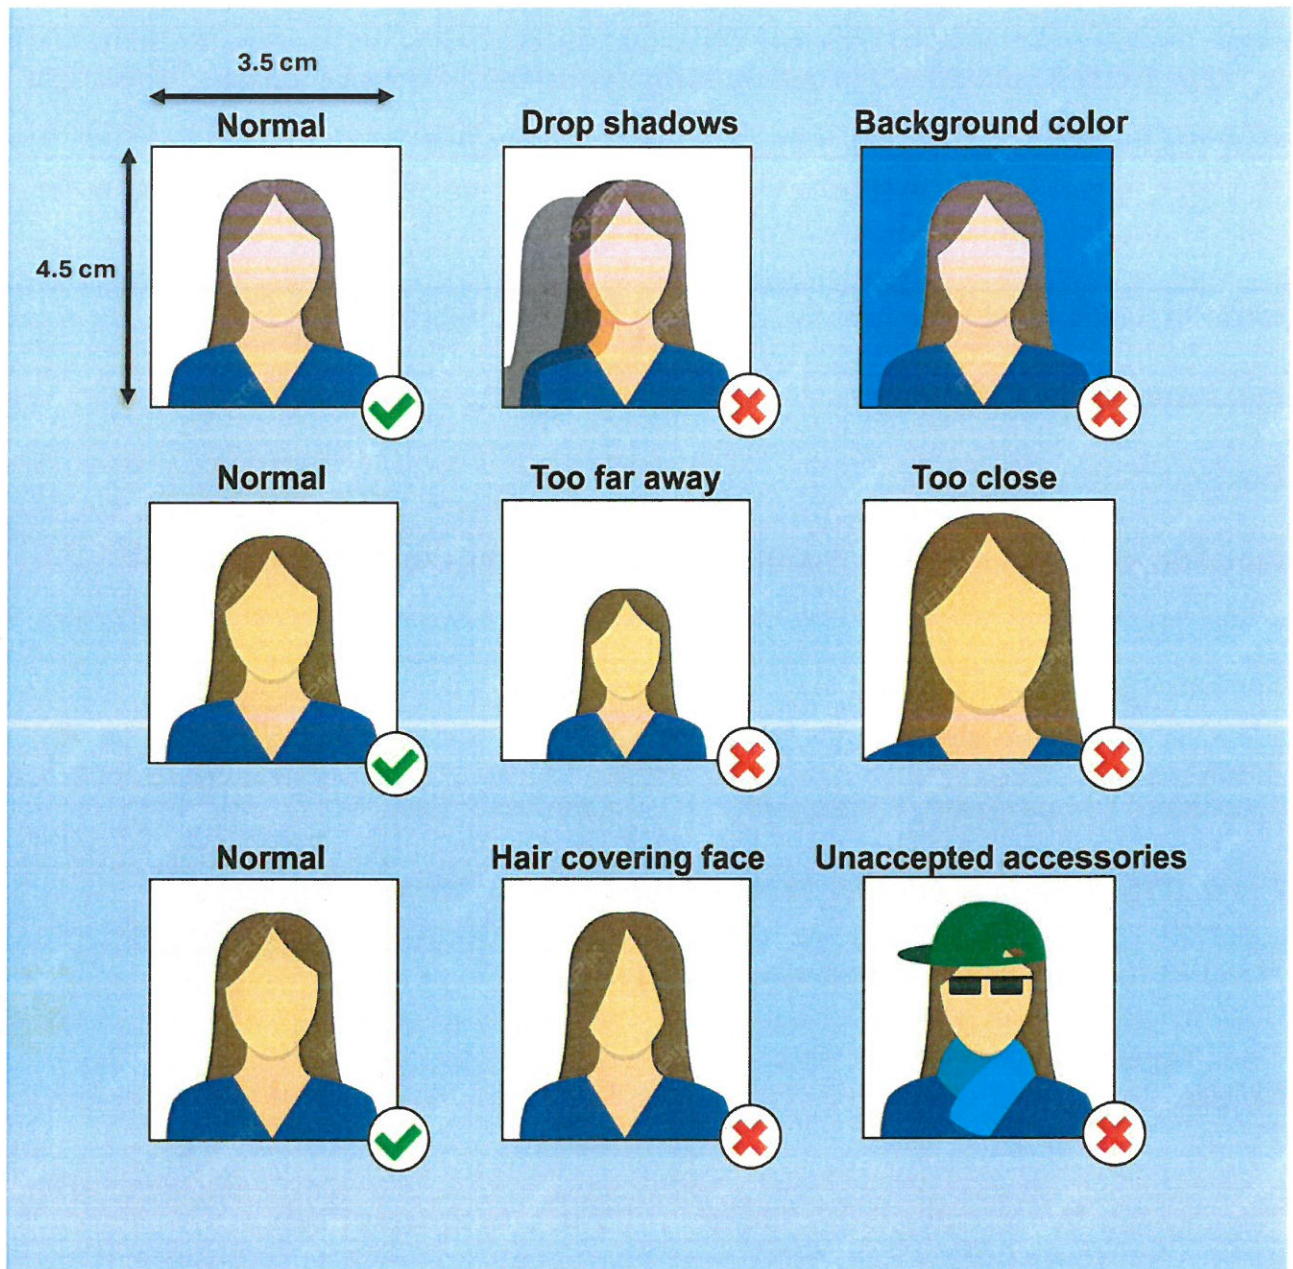 3.5 cm
Normal
Drop shadows
Background color
4.5 cm
Normal
Too far away
Too close
Normal
Hair covering face
Unaccepted accessories